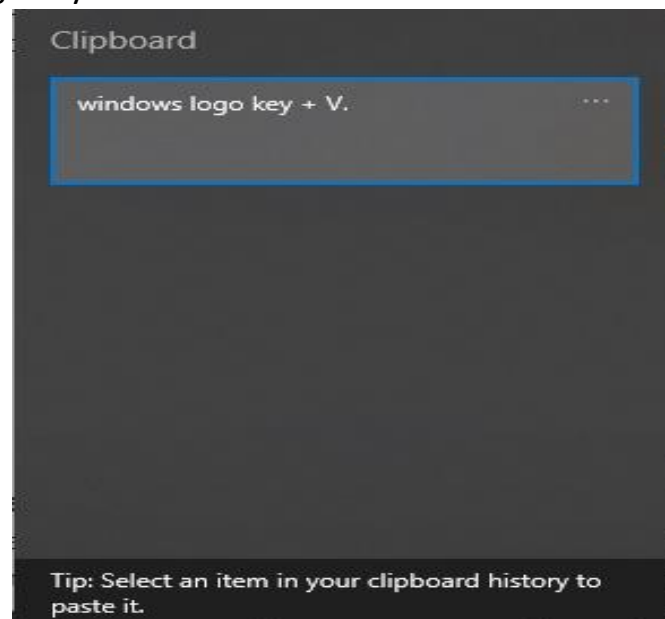 Clipboard
windows logo key + V.
Tip: Select an item in your clipboard history to
paste it.